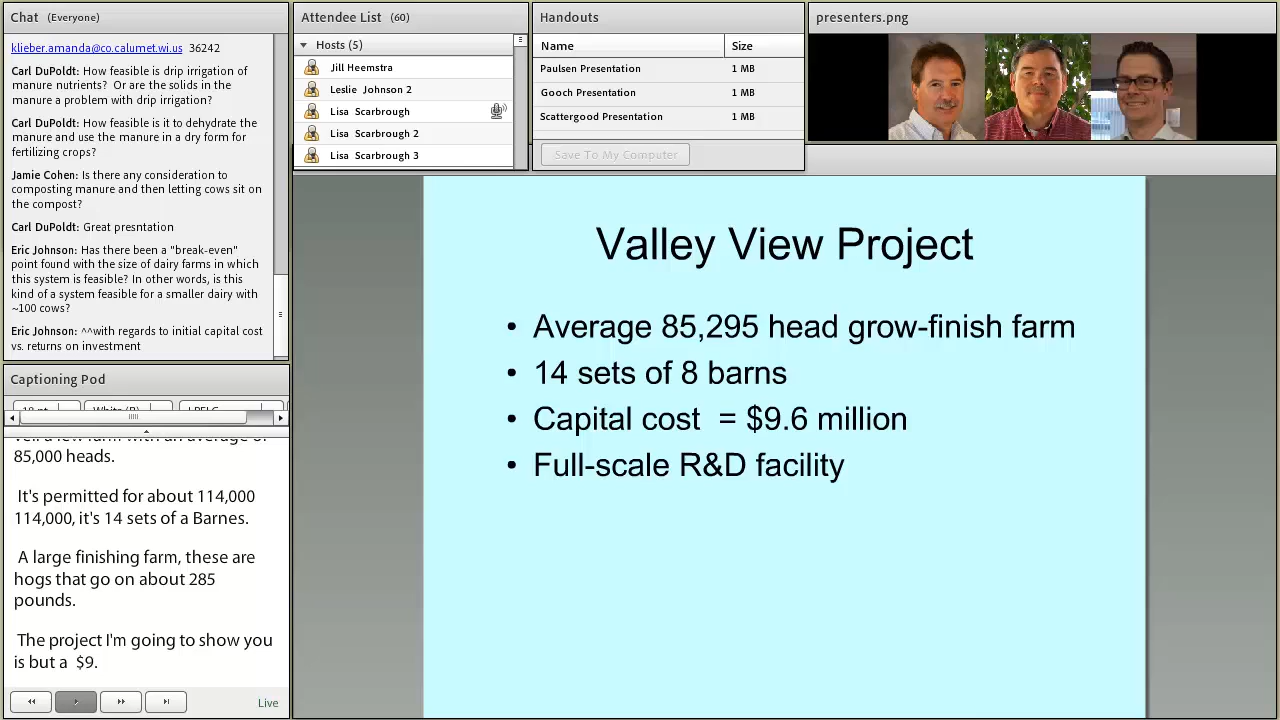 Chat (Everyone)
klieber.amanda@co.calumet.wi.us 36242
Carl DuPoldt: How feasible is drip irrigation of
manure nutrients? Or are the solids in the
manure a problem with drip irrigation?
Carl DuPoldt: How feasible is it to dehydrate the
manure and use the manure in a dry form for
fertilizing crops?
Jamie Cohen: Is there any consideration to
composting manure and then letting cows sit on
the compost?
Carl DuPoldt: Great presntation
Eric Johnson: Has there been a "break-even"
point found with the size of dairy farms in which
this system is feasible? In other words, is this
kind of a system feasible for a smaller dairy with
~100 cows?
Eric Johnson: ^^with regards to initial capital cost
vs. returns on investment
Captioning Pod
85,000 heads.
It's permitted for about 114,000
114,000, it's 14 sets of a Barnes.
A large finishing farm, these are
hogs that go on about 285
pounds.
The project I'm going to show you
is but a $9.
Live
Attendee List (60)
Hosts (5)
Jill Heemstra
Leslie Johnson 2
Lisa Scarbrough
Lisa Scarbrough 2
Lisa Scarbrough 3
Handouts
Name Size
Paulsen Presentation 1 MB
Gooch Presentation 1 MB
Scattergood Presentation 1 MB
Save To My Computer
presenters.png
Valley View Project
• Average 85,295 head grow-finish farm
• 14 sets of 8 barns
• Capital cost = $9.6 million
• Full-scale R&D facility